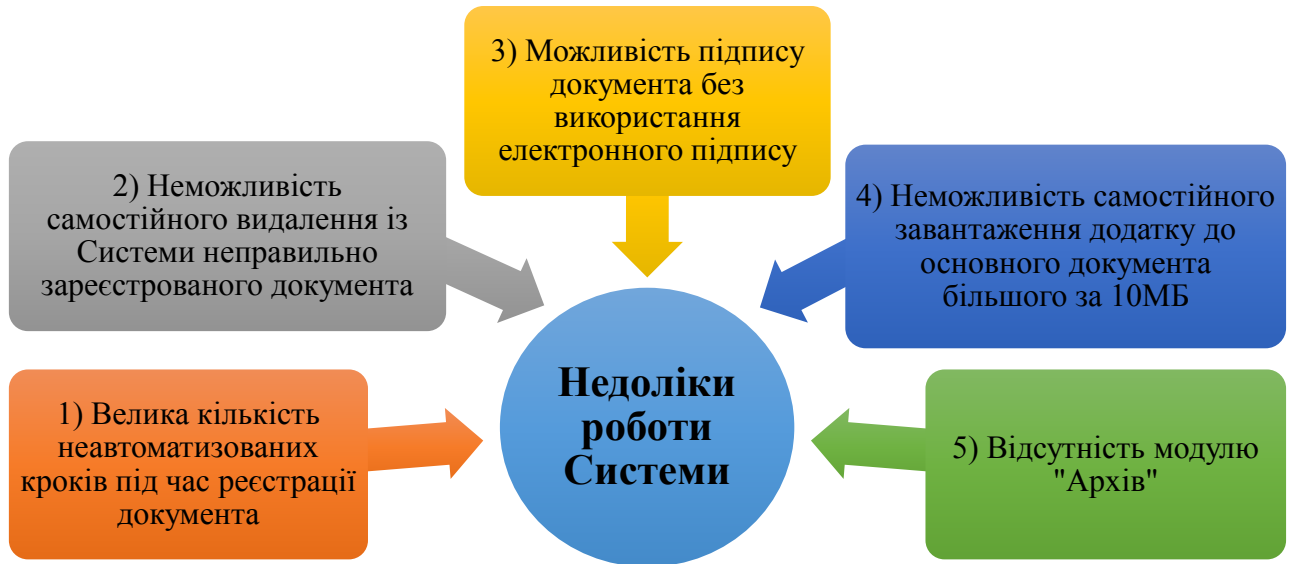 1) Велика кількість
неавтоматизованих
кроків під час реєстрації
документа
2) Неможливість
самостійного видалення із
Системи неправильно
зареєстрованого документа
3) Можливість підпису
документа без
використання
електронного підпису
4) Неможливість самостійного
завантаження додатку до
основного документа
більшого за 10МБ
5) Відсутність модулю
"Архів"
Недоліки
роботи
Системи